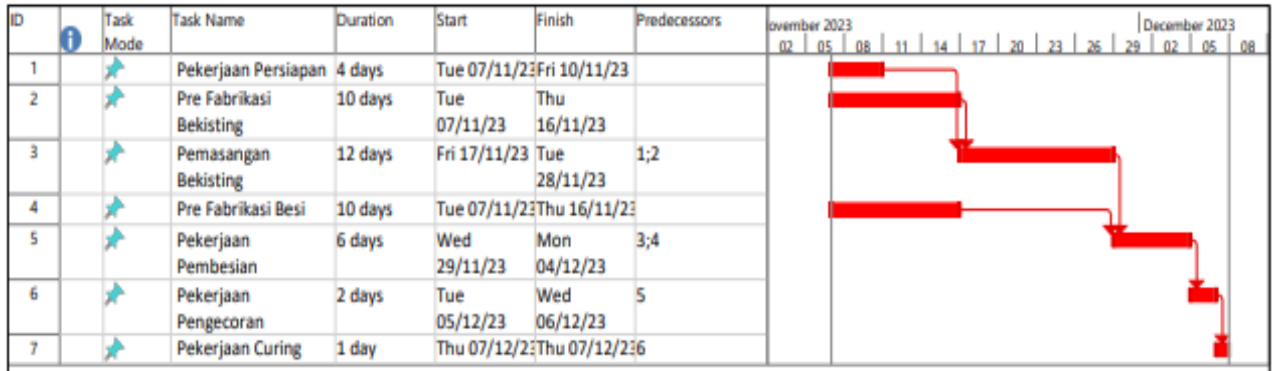 ID Task Mode Task Name Duration Start Finish Predecessors
ovember 2023 December 2023
02 05 08 11 14 17 20 23 26 29 02 05 08
1 Pekerjaan Persiapan 4 days Tue 07/11/23 Fri 10/11/23
2 Pre Fabrikasi Bekisting 10 days Tue 07/11/23 Thu 16/11/23
3 Pemasangan Bekisting 12 days Fri 17/11/23 Tue 28/11/23 1;2
4 Pre Fabrikasi Besi 10 days Tue 07/11/23 Thu 16/11/23
5 Pekerjaan Pembesian 6 days Wed 29/11/23 Mon 04/12/23 3;4
6 Pekerjaan Pengecoran 2 days Tue 05/12/23 Wed 06/12/23 5
7 Pekerjaan Curing 1 day Thu 07/12/23 Thu 07/12/23 6